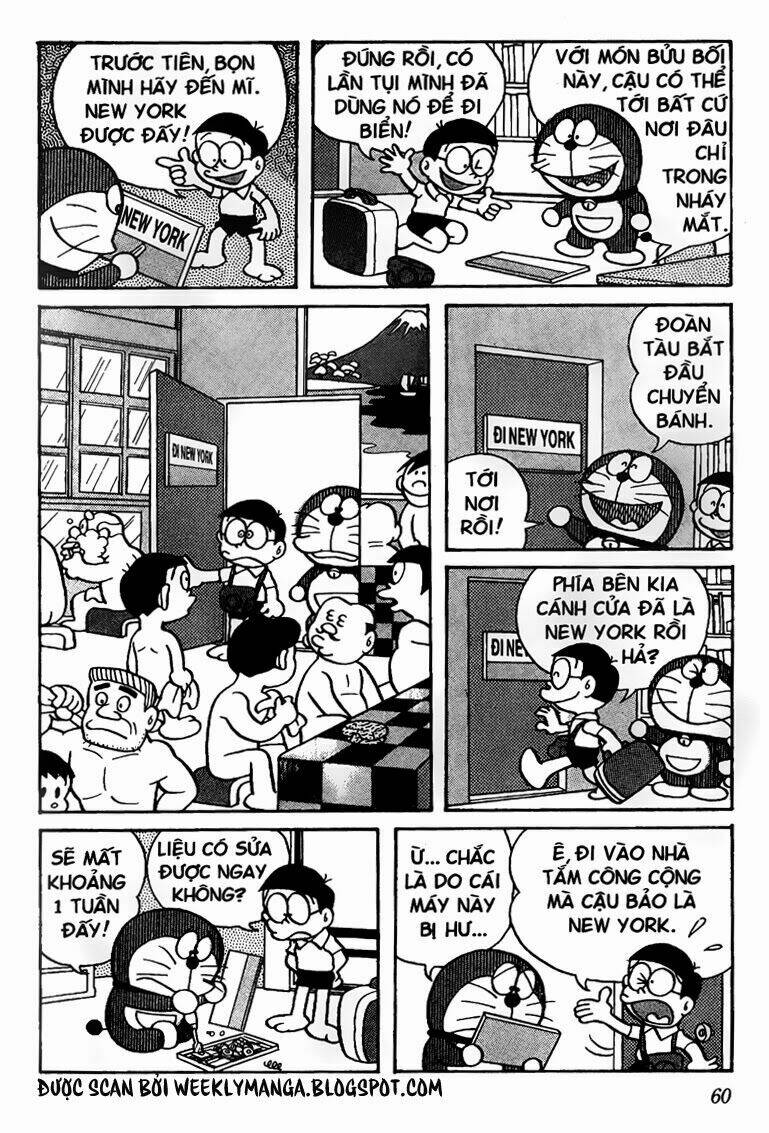 VỚI MÓN BỬU BỐI
NÀY, CẬU CÓ THỂ
TỚI BẤT CỨ
NƠI ĐÂU
CHỈ
TRONG
NHÁY
MẮT.
ĐÚNG RỒI, CÓ
LẦN TỤI MÌNH ĐÃ
DÙNG NÓ ĐỂ ĐI
BIỂN!
TRƯỚC TIÊN, BỌN
MÌNH HÃY ĐẾN MĨ.
NEW YORK
ĐƯỢC ĐẤY!
NEW YORK
ĐOÀN
TÀU BẮT
ĐẦU
CHUYỂN
BÁNH.
ĐI NEW YORK
TỚI
NƠI
RỒI!
PHÍA BÊN KIA
CÁNH CỬA ĐÃ LÀ
NEW YORK RỒI
HẢ?
ĐI NEW
ĐI NEW YORK
Ê, ĐI VÀO NHÀ
TẮM CÔNG CỘNG
MÀ CẬU BẢO LÀ
NEW YORK.
Ừ... CHẮC
LÀ DO CÁI
MÁY NÀY
BỊ HƯ...
LIỆU CÓ SỬA
ĐƯỢC NGAY
KHÔNG?
SẼ MẤT
KHOẢNG
1 TUẦN
ĐẤY!
ĐƯỢC SCAN BỞI WEEKLYMANGA.BLOGSPOT.COM
60